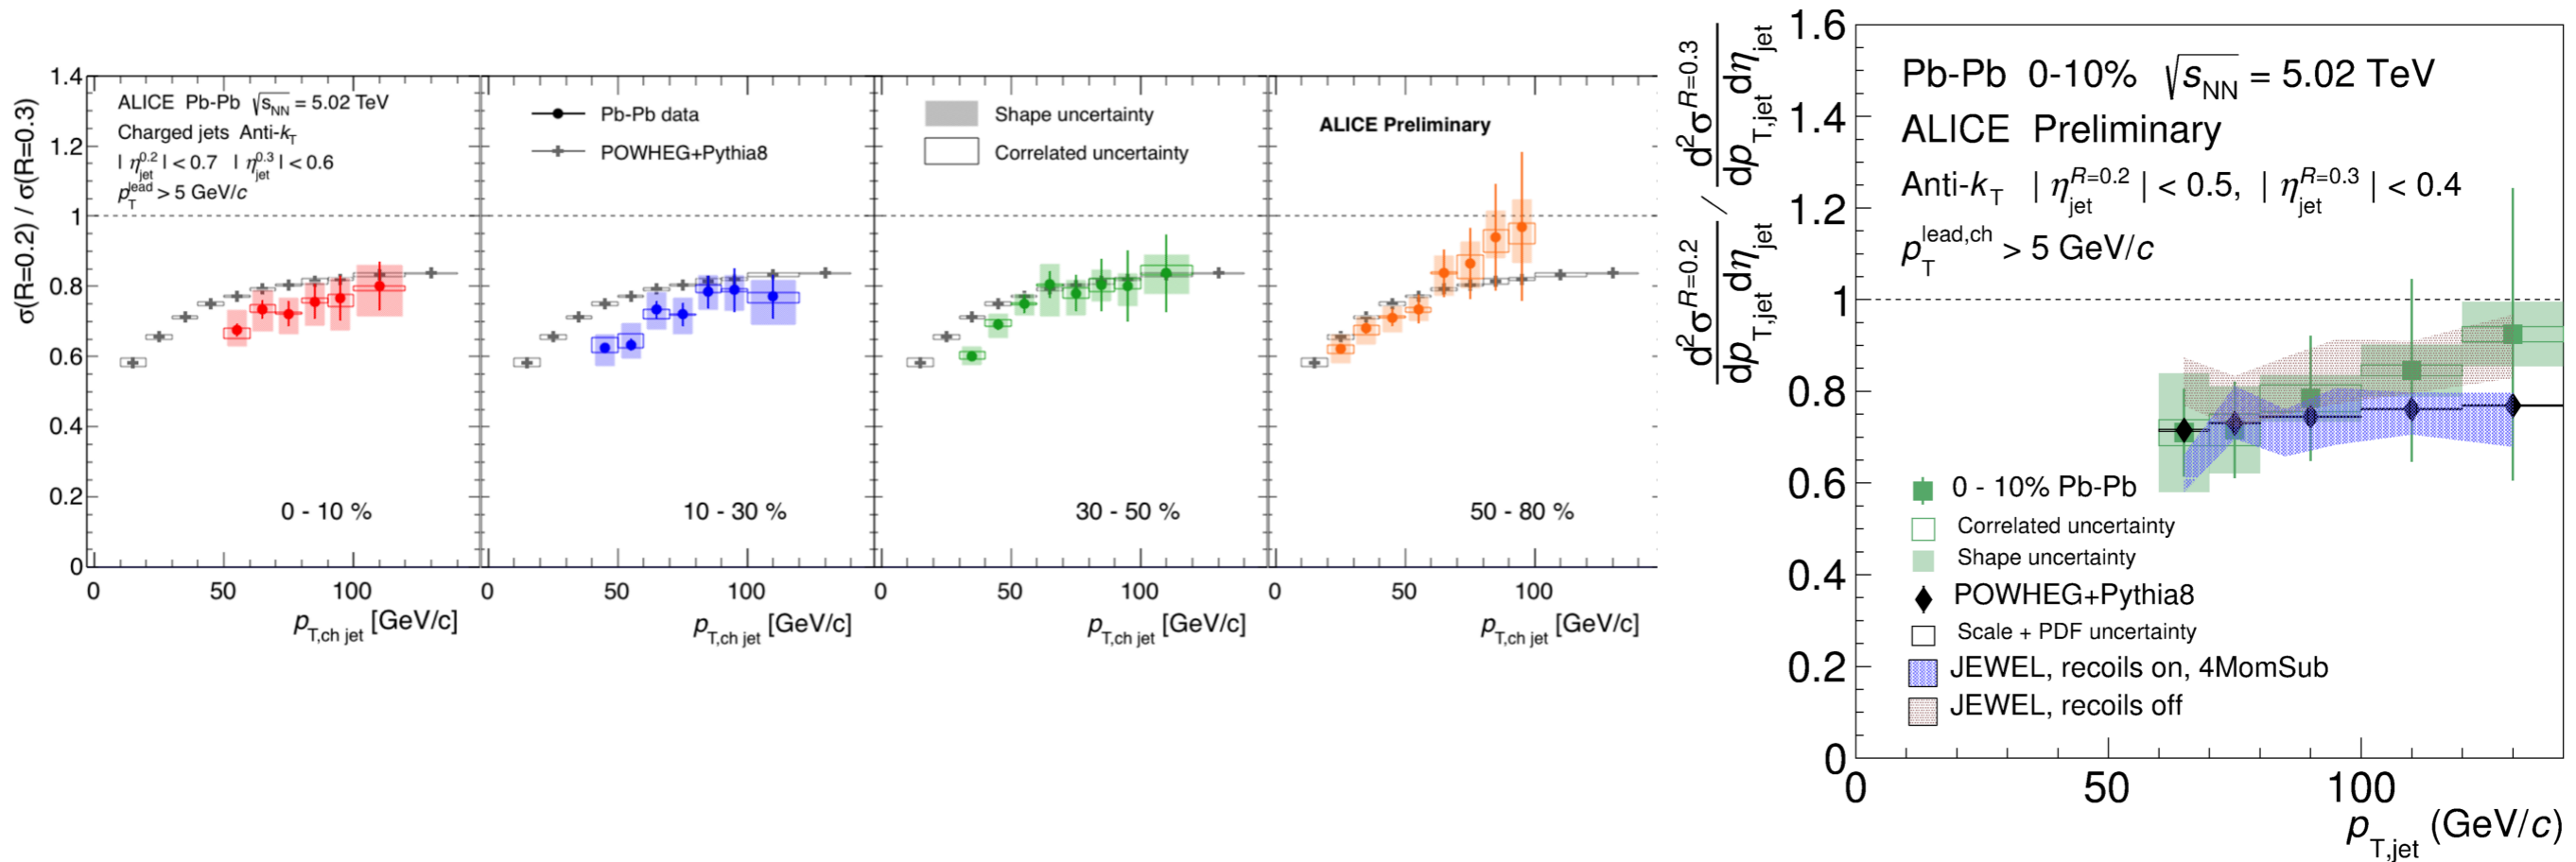 σ(R=0.2) / σ(R=0.3)
1.4
1.2
1
0.8
0.6
0.4
0.2
0
ALICE Pb-Pb √sNN = 5.02 TeV
Charged jets Anti-kT
| η0.2jet | < 0.7 | η0.3jet | < 0.6
pTlead > 5 GeV/c
0 - 10 %
0 50 100
pT,ch jet [GeV/c]
Pb-Pb data
POWHEG+Pythia8
10 - 30 %
0 50 100
pT,ch jet [GeV/c]
Shape uncertainty
Correlated uncertainty
30 - 50 %
0 50 100
pT,ch jet [GeV/c]
ALICE Preliminary
50 - 80 %
0 50 100
pT,ch jet [GeV/c]
d2σR=0.2 / dpT,jet dηjet / d2σR=0.3 / dpT,jet dηjet
1.6
1.4
1.2
1
0.8
0.6
0.4
0.2
0
Pb-Pb 0-10% √sNN = 5.02 TeV
ALICE Preliminary
Anti-kT | ηR=0.2jet | < 0.5, | ηR=0.3jet | < 0.4
pTlead,ch > 5 GeV/c
0 - 10% Pb-Pb
Correlated uncertainty
Shape uncertainty
POWHEG+Pythia8
Scale + PDF uncertainty
JEWEL, recoils on, 4MomSub
JEWEL, recoils off
0 50 100
pT,jet (GeV/c)